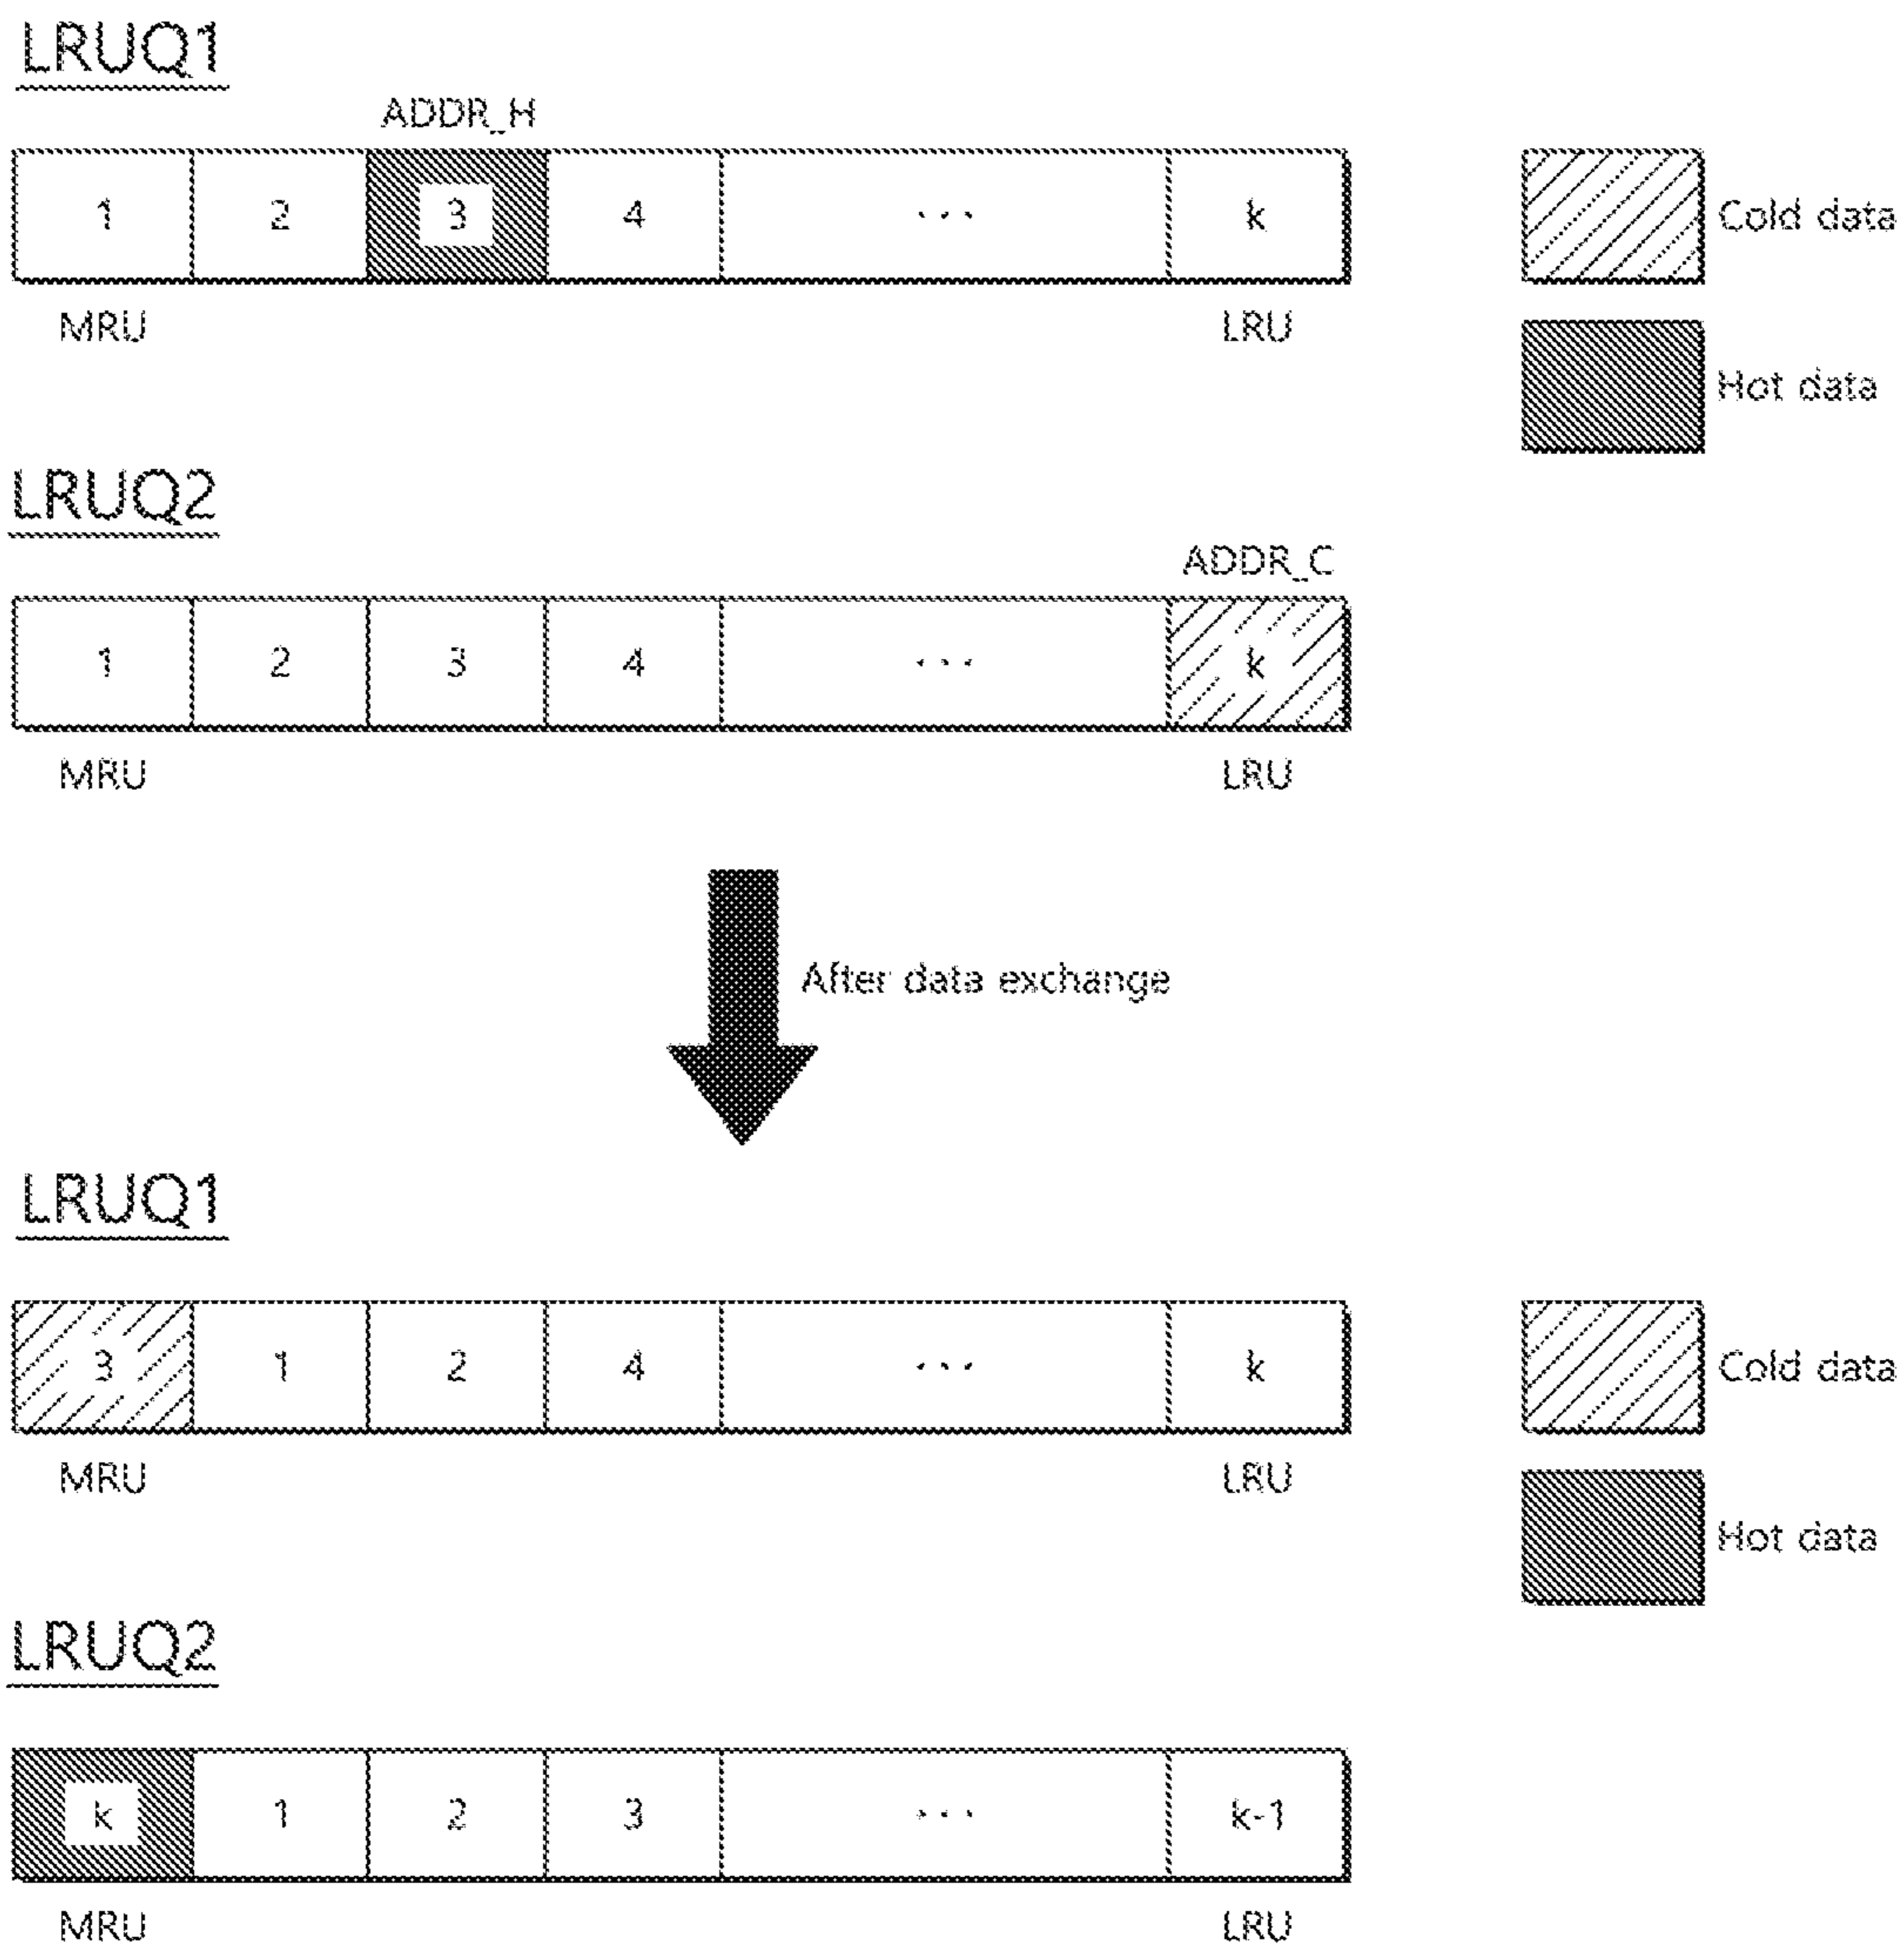 LRUQ1
ADDR_H
1 2 3 4 ... k
Cold data
MRU LRU
Hot data
LRUQ2
ADDR_C
1 2 3 4 ... k
MRU LRU
After data exchange
LRUQ1
3 1 2 4 ... k
Cold data
MRU LRU
Hot data
LRUQ2
k 1 2 3 ... k-1
MRU LRU